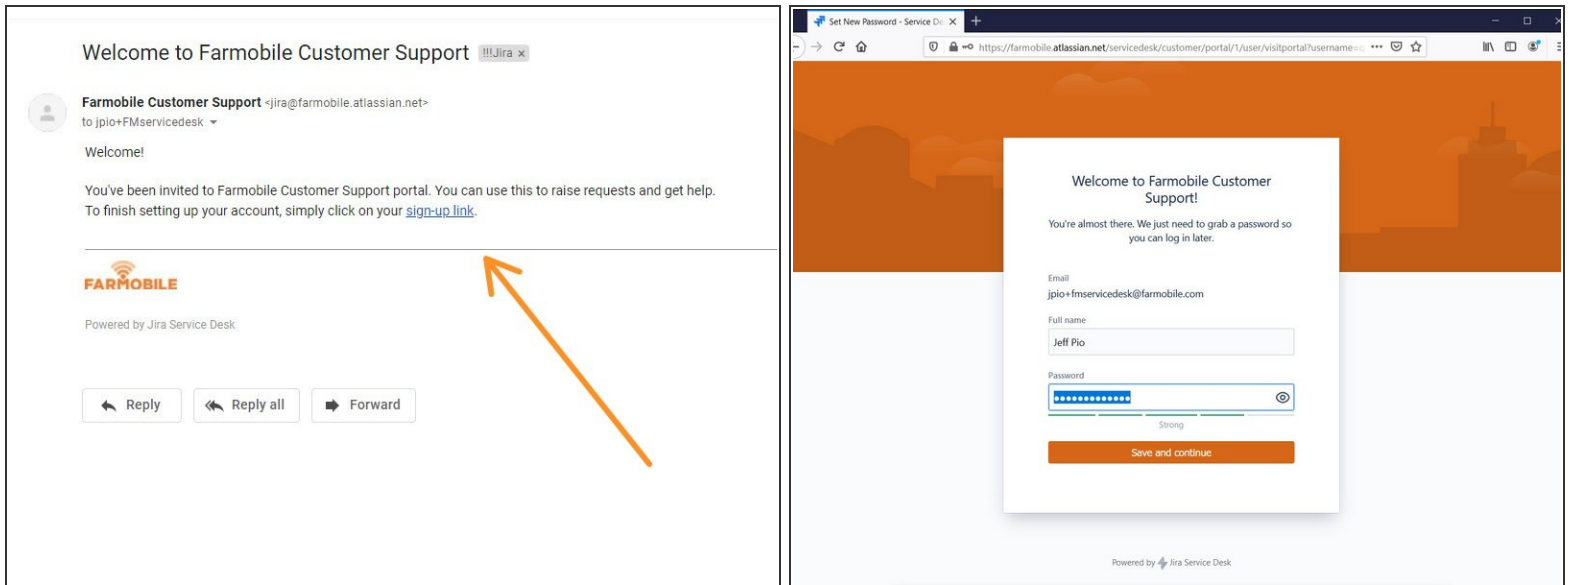 Welcome to Farmobile Customer Support !!!Jira x
Farmobile Customer Support <jira@farmobile.atlassian.net>
to jpio+FMservicedesk
Welcome!
You've been invited to Farmobile Customer Support portal. You can use this to raise requests and get help.
To finish setting up your account, simply click on your sign-up link.
FARMOBILE
Powered by Jira Service Desk
Reply
Reply all
Forward
Set New Password - Service De
https://farmobile.atlassian.net/servicedesk/customer/portal/1/user/visitportal?username=
Welcome to Farmobile Customer
Support!
You're almost there. We just need to grab a password so
you can log in later.
Email
jpio+fmservicedesk@farmobile.com
Full name
Jeff Pio
Password
•••••••••••••
Strong
Save and continue
Powered by Jira Service Desk